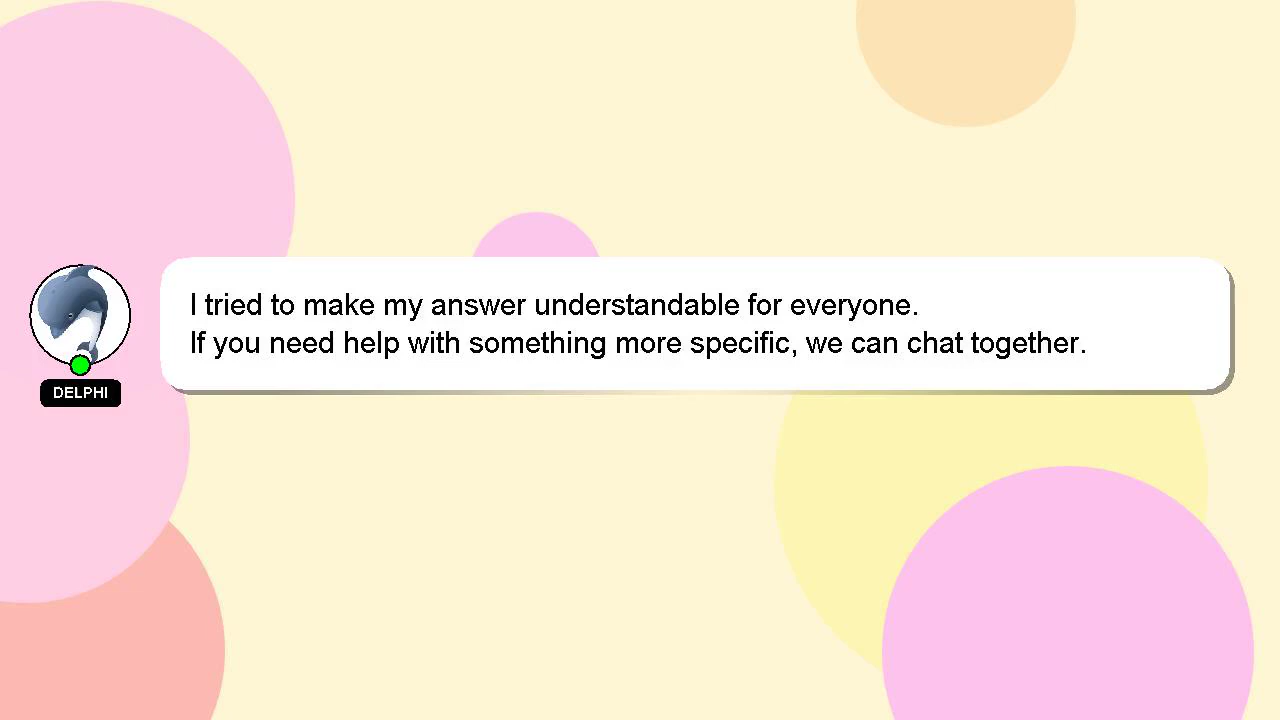 I tried to make my answer understandable for everyone.
If you need help with something more specific, we can chat together.
DELPHI